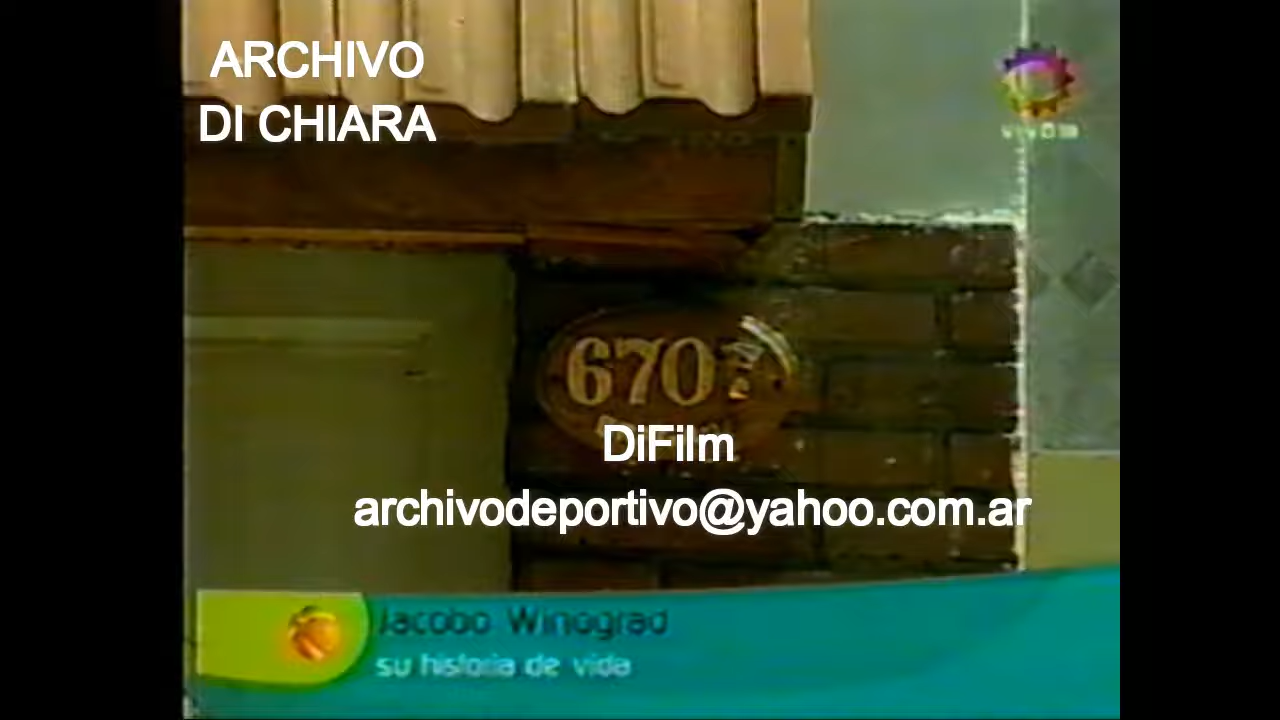 ARCHIVO
DI CHIARA
670
DiFilm
archivodeportivo@yahoo.com.ar
Jacobo Winograd
su historia de vida